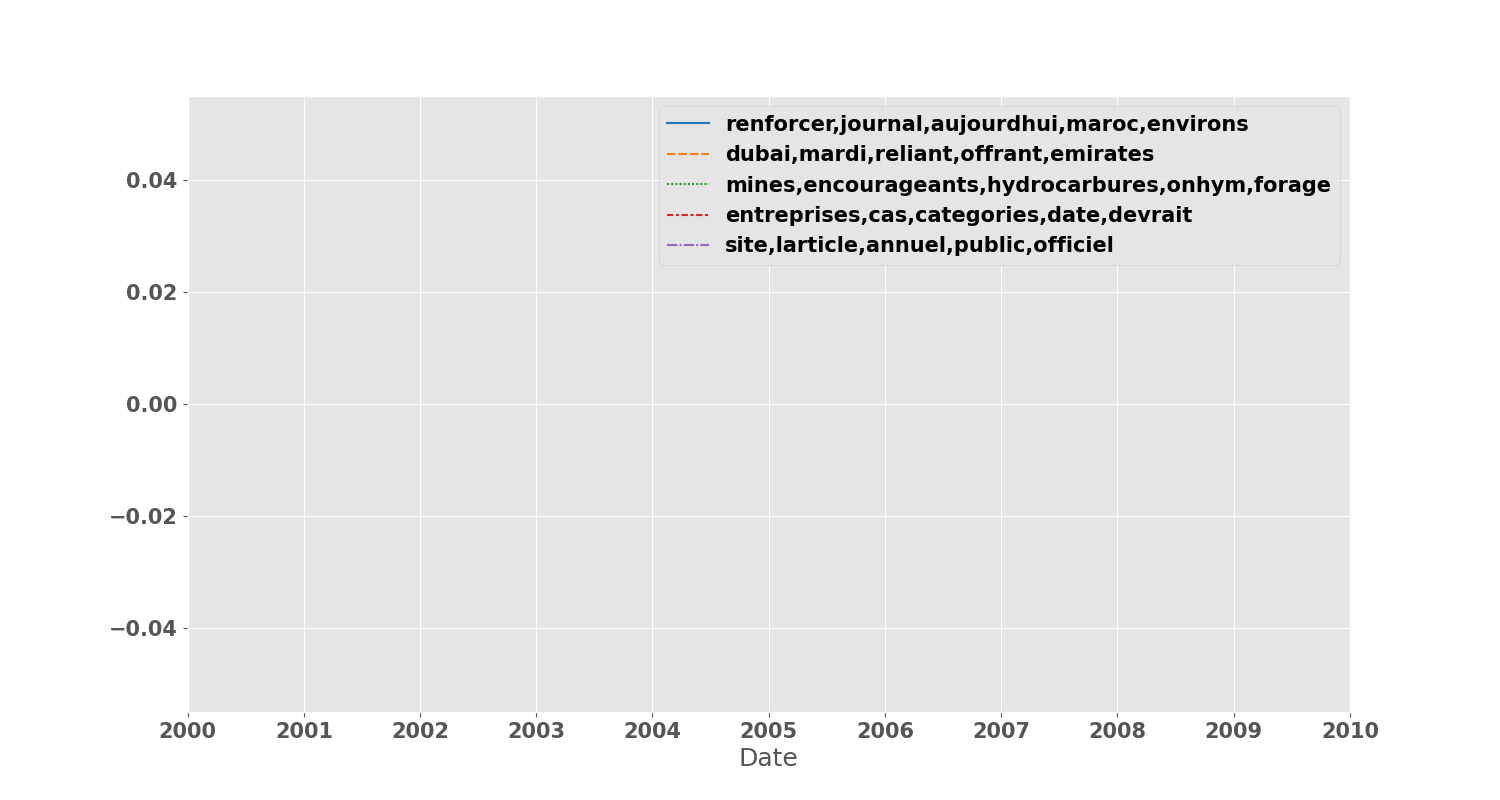 renforcer,journal,aujourdhui,maroc,environs
dubai,mardi,reliant,offrant,emirates
mines,encourageants,hydrocarbures,onhym,forage
entreprises,cas,categories,date,devrait
site,larticle,annuel,public,officiel
0.04
0.02
0.00
−0.02
−0.04
2000 2001 2002 2003 2004 2005 2006 2007 2008 2009 2010
Date